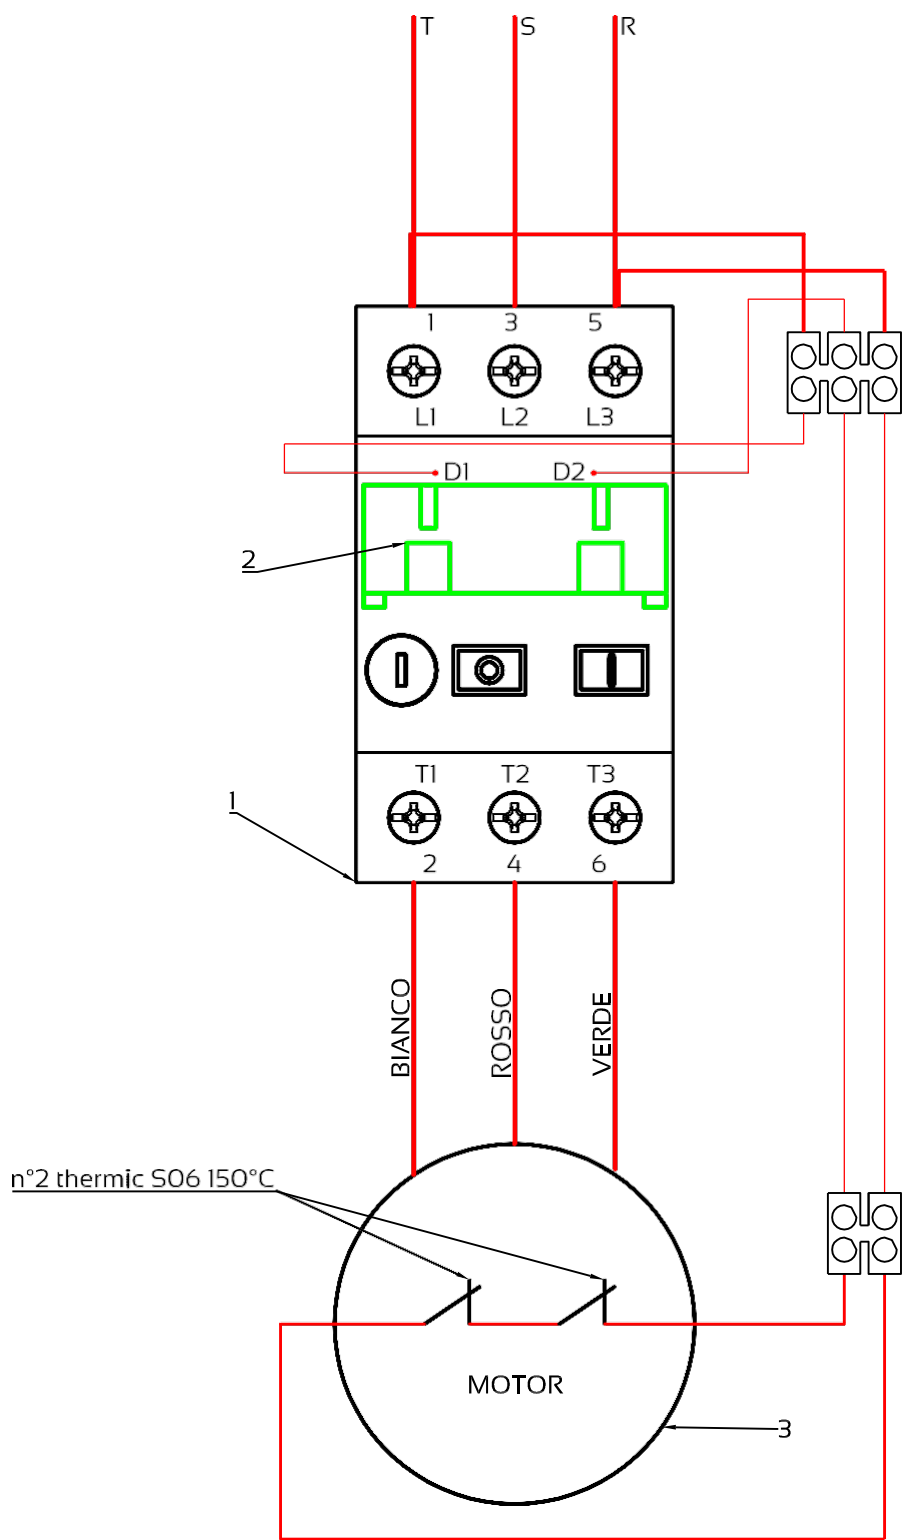 T S R
1 3 5
L1 L2 L3
D1 D2
2
T1 T2 T3
1
2 4 6
BIANCO
ROSSO
VERDE
n°2 thermic S06 150°C
MOTOR
3